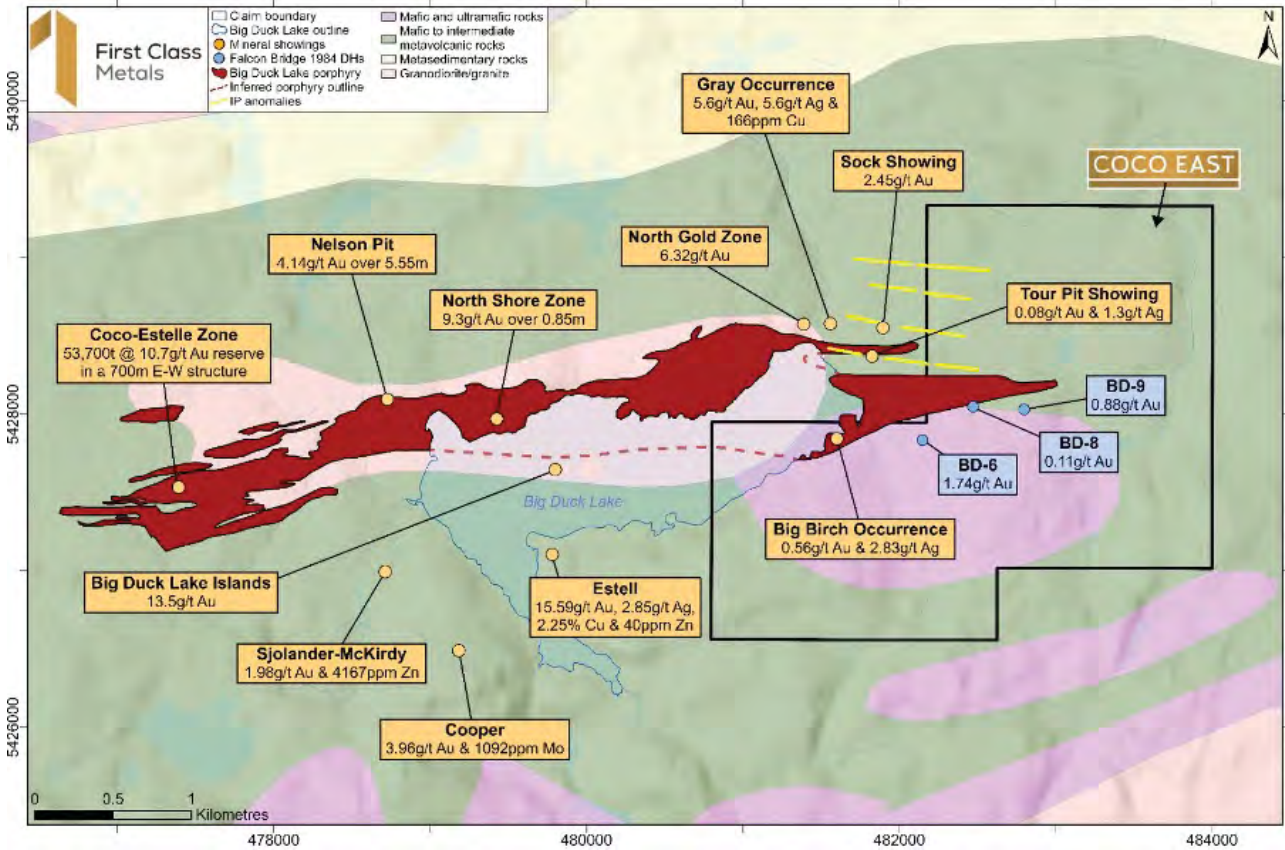 First Class
Metals
Claim boundary
Big Duck Lake outline
Mineral showings
Falcon Bridge 1984 DHs
Big Duck Lake porphyry
Inferred porphyry outline
IP anomalies
Mafic and ultramafic rocks
Mafic to intermediate
metavolcanic rocks
Metasedimentary rocks
Granodiorite/granite
N
5430000
5428000
5426000
Gray Occurrence
5.6g/t Au, 5.6g/t Ag &
166ppm Cu
COCO EAST
Sock Showing
2.45g/t Au
North Gold Zone
6.32g/t Au
Nelson Pit
4.14g/t Au over 5.55m
Tour Pit Showing
0.08g/t Au & 1.3g/t Ag
North Shore Zone
9.3g/t Au over 0.85m
Coco-Estelle Zone
53,700t @ 10.7g/t Au reserve
in a 700m E-W structure
BD-9
0.88g/t Au
BD-8
0.11g/t Au
BD-6
1.74g/t Au
Big Duck Lake
Big Birch Occurrence
0.56g/t Au & 2.83g/t Ag
Big Duck Lake Islands
13.5g/t Au
Estell
15.59g/t Au, 2.85g/t Ag,
2.25% Cu & 40ppm Zn
Sjolander-McKirdy
1.98g/t Au & 4167ppm Zn
Cooper
3.96g/t Au & 1092ppm Mo
0 0.5 1
Kilometres
478000 480000 482000 484000